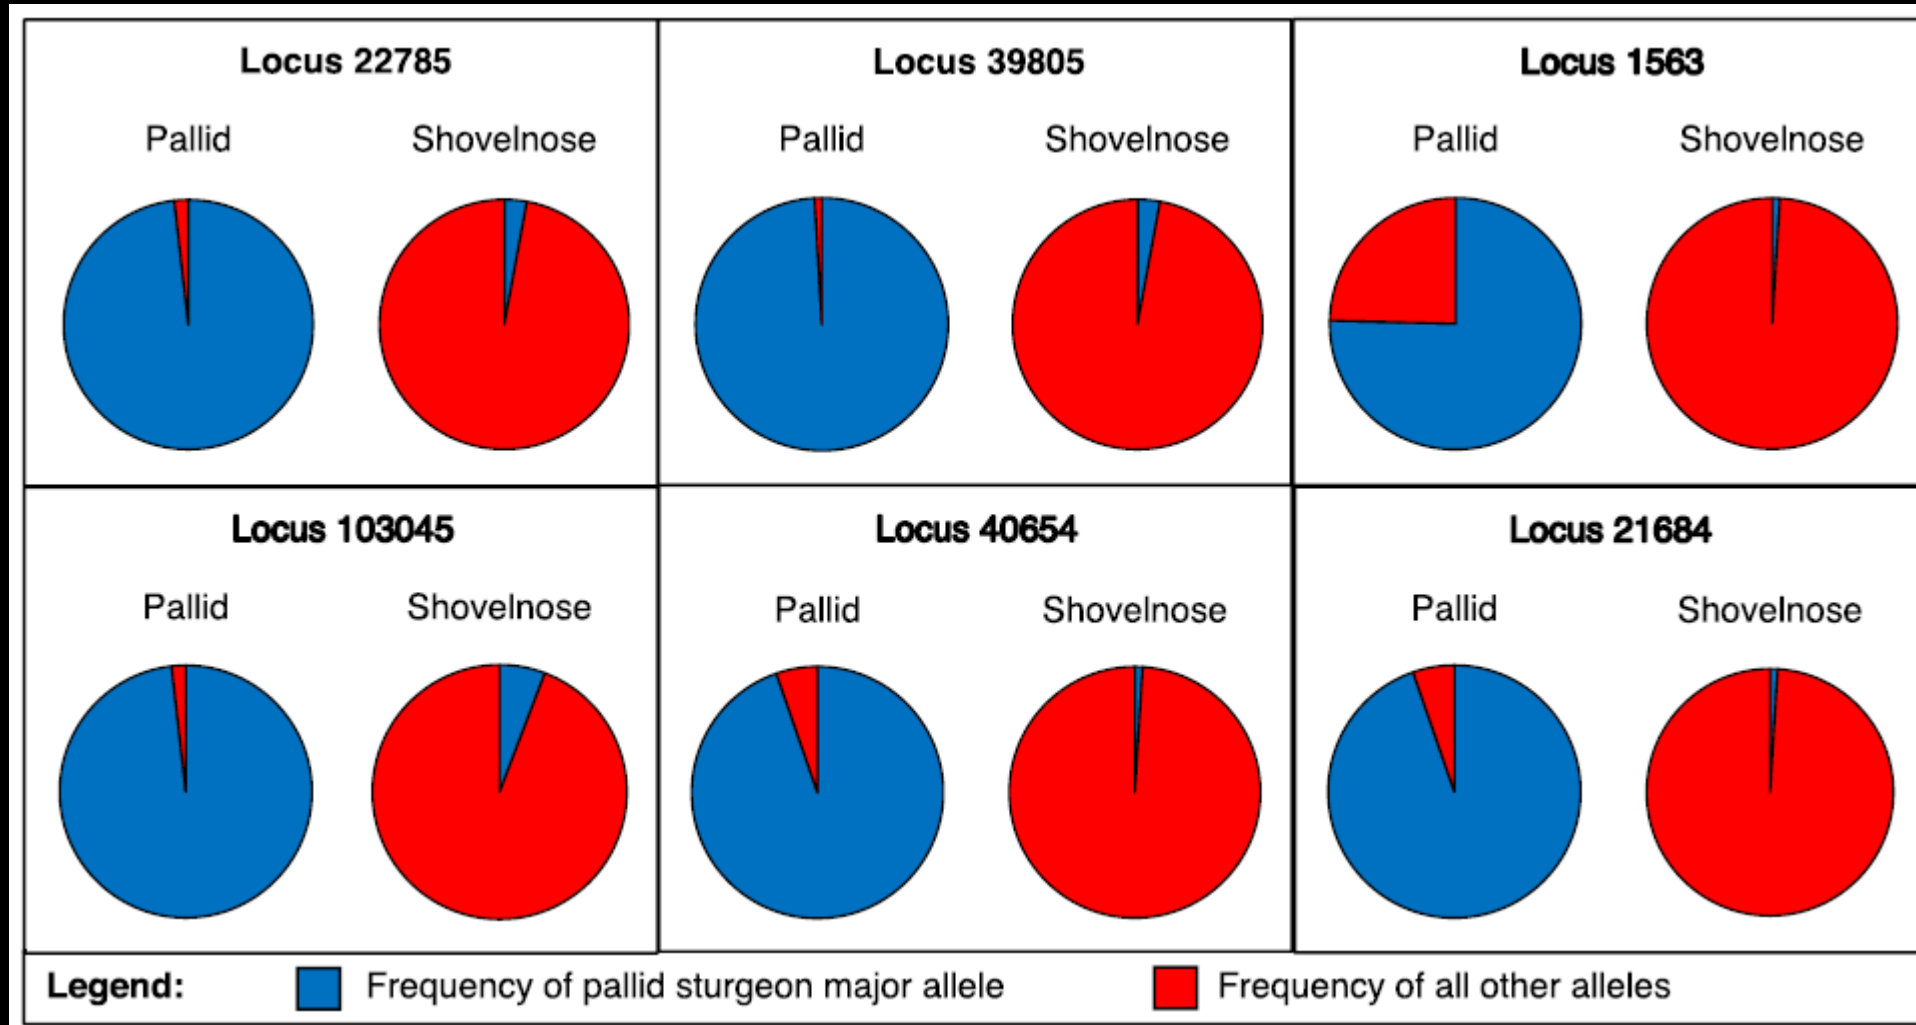 Locus 22785
Pallid Shovelnose
Locus 39805
Pallid Shovelnose
Locus 1563
Pallid Shovelnose
Locus 103045
Pallid Shovelnose
Locus 40654
Pallid Shovelnose
Locus 21684
Pallid Shovelnose
Legend: Frequency of pallid sturgeon major allele Frequency of all other alleles